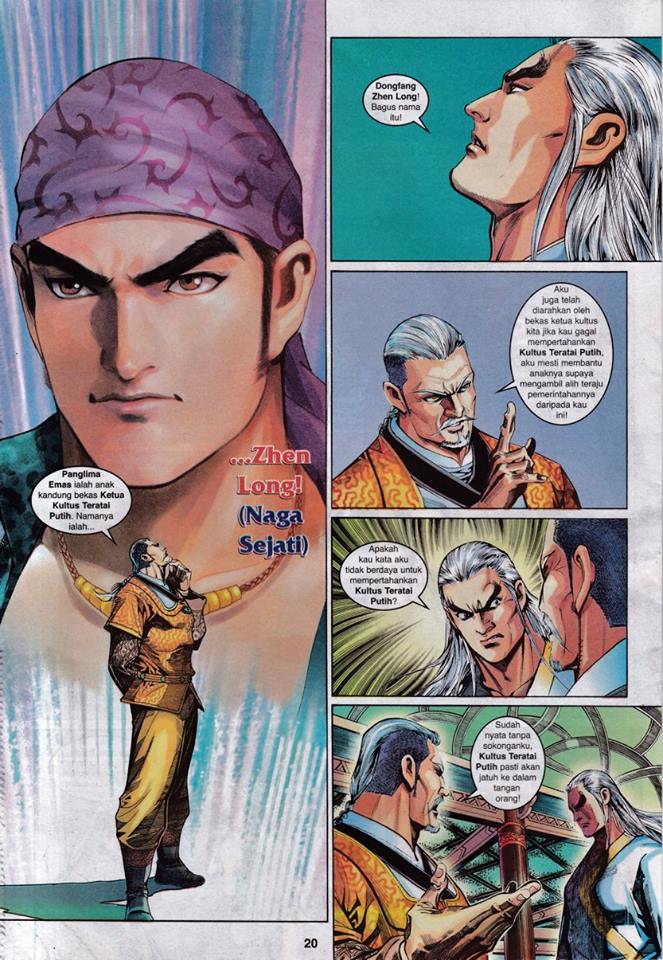 Panglima
Emas ialah anak
kandung bekas Ketua
Kultus Teratai
Putih. Namanya
ialah...
...Zhen
Long!
(Naga
Sejati)
Dongfang
Zhen Long!
Bagus nama
itu!
Aku
juga telah
diarahkan oleh
bekas ketua kultus
kita jika kau gagal
mempertahankan
Kultus Teratai Putih,
aku mesti membantu
anaknya supaya
mengambil alih teraju
pemerintahannya
daripada kau
ini!
Apakah
kau kata aku
tidak berdaya untuk
mempertahankan
Kultus Teratai
Putih?
Sudah
nyata tanpa
sokonganku,
Kultus Teratai
Putih pasti akan
jatuh ke dalam
tangan
orang!
20